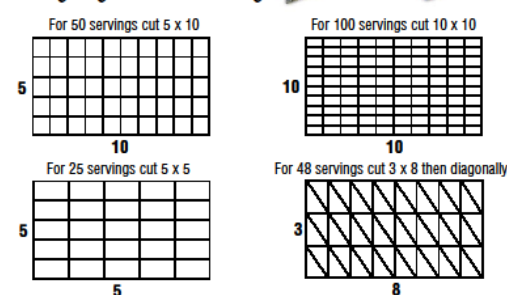 For 50 servings cut 5 x 10
5
10
For 100 servings cut 10 x 10
10
10
For 25 servings cut 5 x 5
5
5
For 48 servings cut 3 x 8 then diagonally
3
8